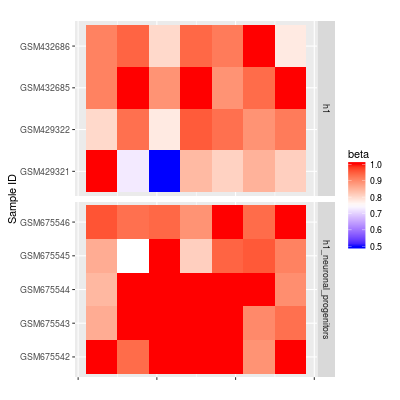 GSM432686
GSM432685
GSM429322
GSM429321
h1
GSM675546
GSM675545
GSM675544
GSM675543
GSM675542
h1_neuronal_progenitors
Sample ID
beta
1.0
0.9
0.8
0.7
0.6
0.5